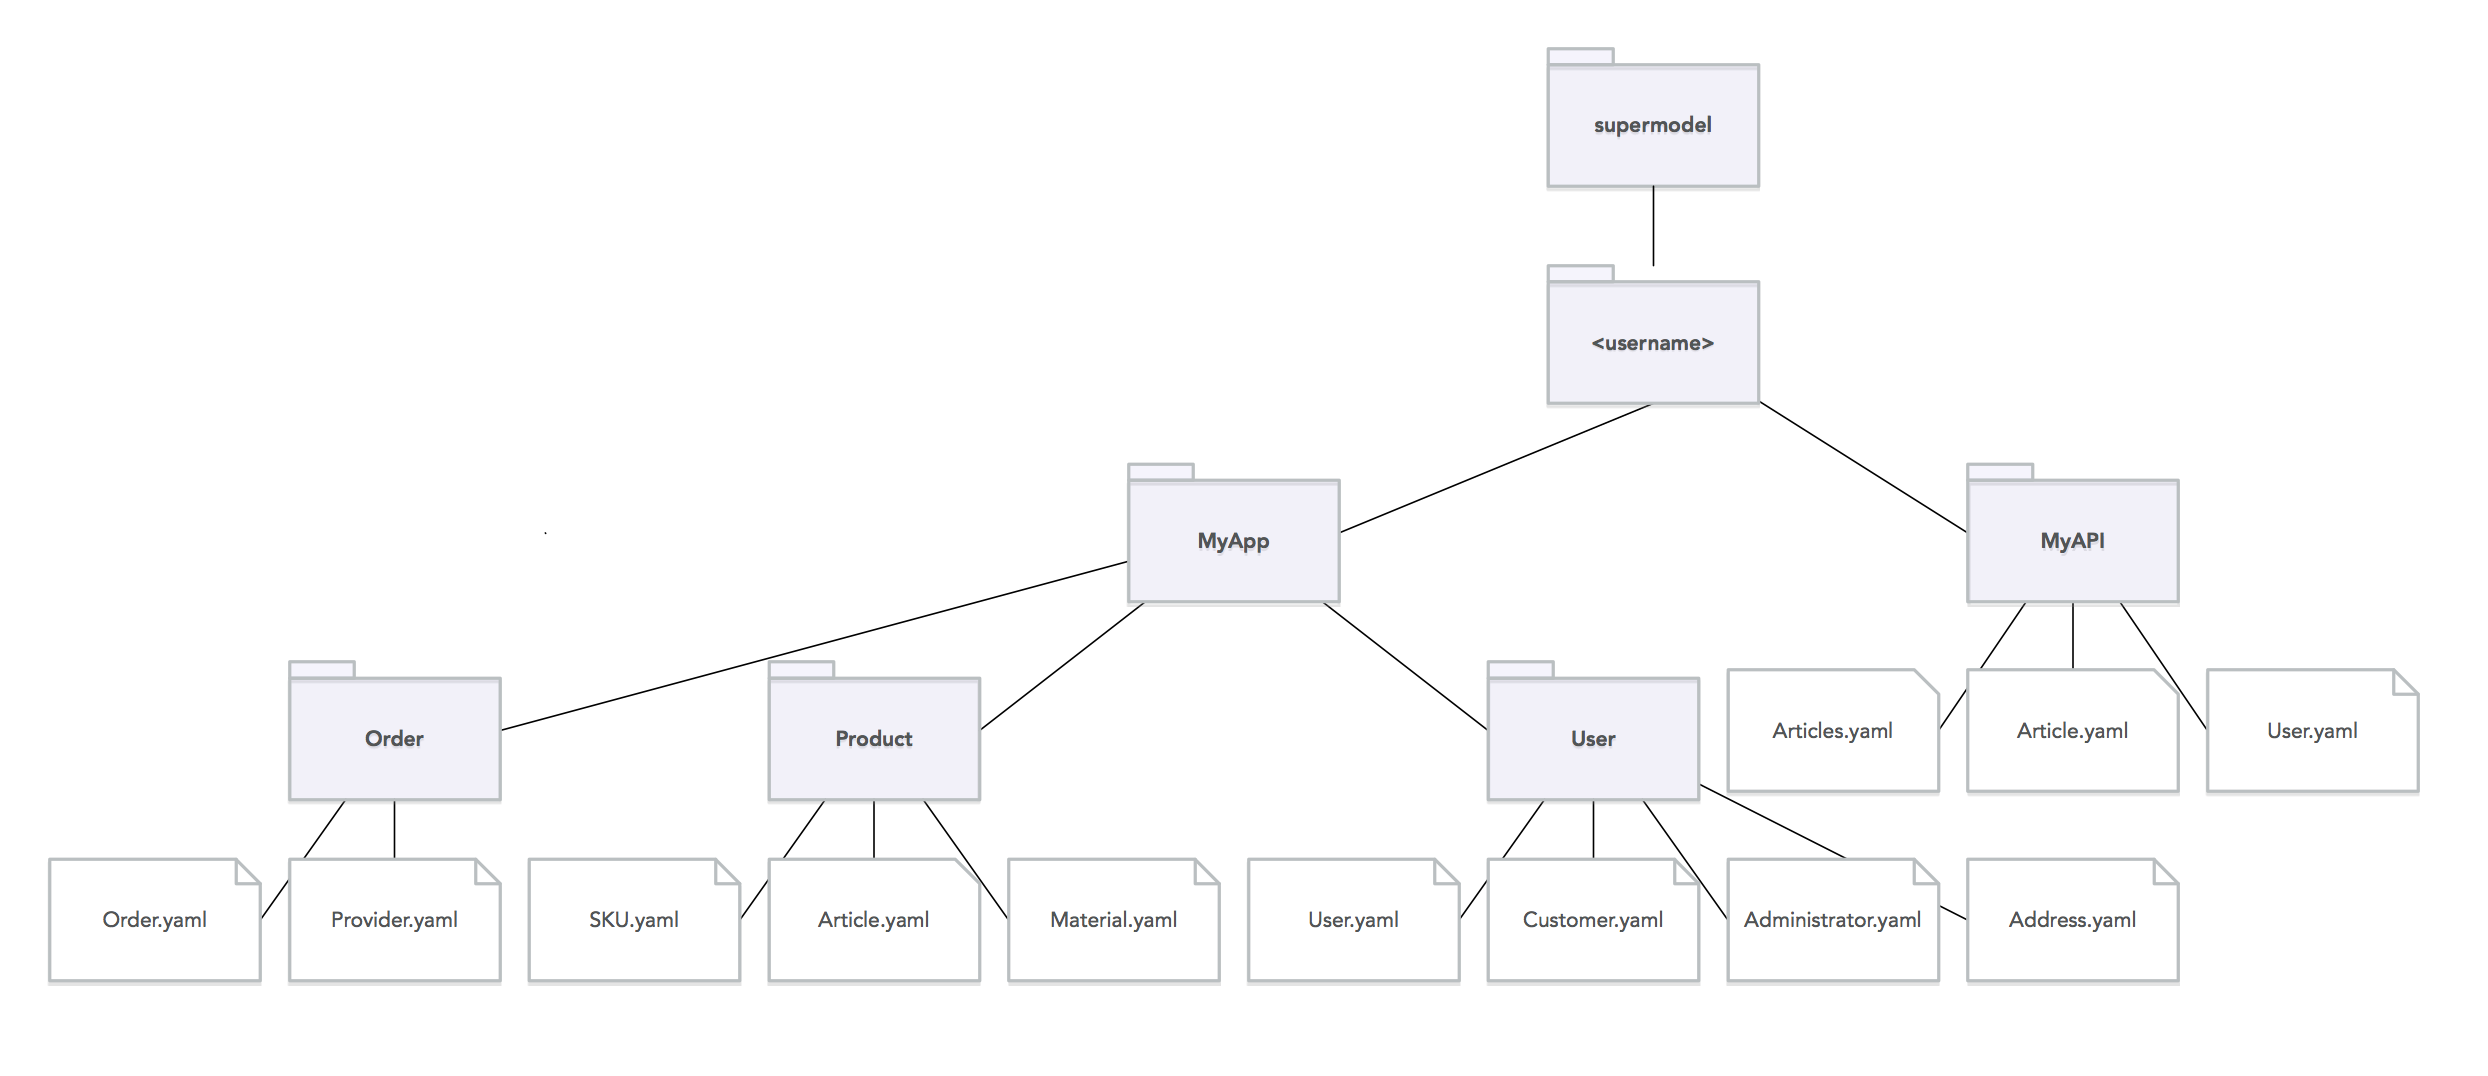 supermodel
<username>
MyApp
MyAPI
Order
Product
User
Articles.yaml
Article.yaml
User.yaml
Order.yaml
Provider.yaml
SKU.yaml
Article.yaml
Material.yaml
User.yaml
Customer.yaml
Administrator.yaml
Address.yaml